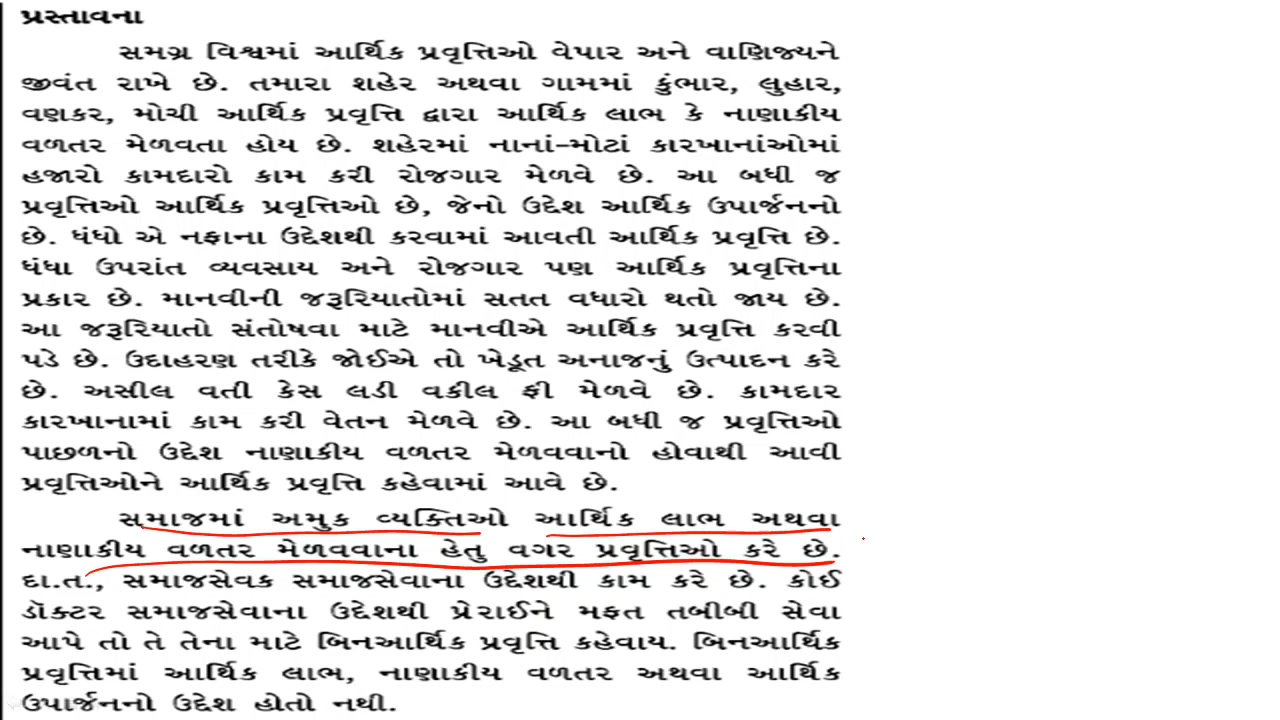 પ્રસ્તાવના
સમગ્ર વિશ્વમાં આર્થિક પ્રવૃત્તિઓ વેપાર અને વાણિજ્યને
જીવંત રાખે છે. તમારા શહેર અથવા ગામમાં કુંભાર, લુહાર,
વણકર, મોચી આર્થિક પ્રવૃત્તિ દ્વારા આર્થિક લાભ કે નાણાકીય
વળતર મેળવતા હોય છે. શહેરમાં નાનાં-મોટાં કારખાનાંઓમાં
હજારો કામદારો કામ કરી રોજગાર મેળવે છે. આ બધી જ
પ્રવૃત્તિઓ આર્થિક પ્રવૃત્તિઓ છે, જેનો ઉદ્દેશ આર્થિક ઉપાર્જનનો
છે. ધંધો એ નફાના ઉદ્દેશથી કરવામાં આવતી આર્થિક પ્રવૃત્તિ છે.
ધંધા ઉપરાંત વ્યવસાય અને રોજગાર પણ આર્થિક પ્રવૃત્તિના
પ્રકાર છે. માનવીની જરૂરિયાતોમાં સતત વધારો થતો જાય છે.
આ જરૂરિયાતો સંતોષવા માટે માનવીએ આર્થિક પ્રવૃત્તિ કરવી
પડે છે. ઉદાહરણ તરીકે જોઈએ તો ખેડૂત અનાજનું ઉત્પાદન કરે
છે. અસીલ વતી કેસ લડી વકીલ ફી મેળવે છે. કામદાર
કારખાનામાં કામ કરી વેતન મેળવે છે. આ બધી જ પ્રવૃત્તિઓ
પાછળનો ઉદ્દેશ નાણાકીય વળતર મેળવવાનો હોવાથી આવી
પ્રવૃત્તિઓને આર્થિક પ્રવૃત્તિ કહેવામાં આવે છે.
સમાજમાં અમુક વ્યક્તિઓ આર્થિક લાભ અથવા
નાણાકીય વળતર મેળવવાના હેતુ વગર પ્રવૃત્તિઓ કરે છે.
દા.ત., સમાજસેવક સમાજસેવાના ઉદ્દેશથી કામ કરે છે. કોઈ
ડૉક્ટર સમાજસેવાના ઉદ્દેશથી પ્રેરાઈને મફત તબીબી સેવા
આપે તો તે તેના માટે બિનઆર્થિક પ્રવૃત્તિ કહેવાય. બિનઆર્થિક
પ્રવૃત્તિમાં આર્થિક લાભ, નાણાકીય વળતર અથવા આર્થિક
ઉપાર્જનનો ઉદ્દેશ હોતો નથી.